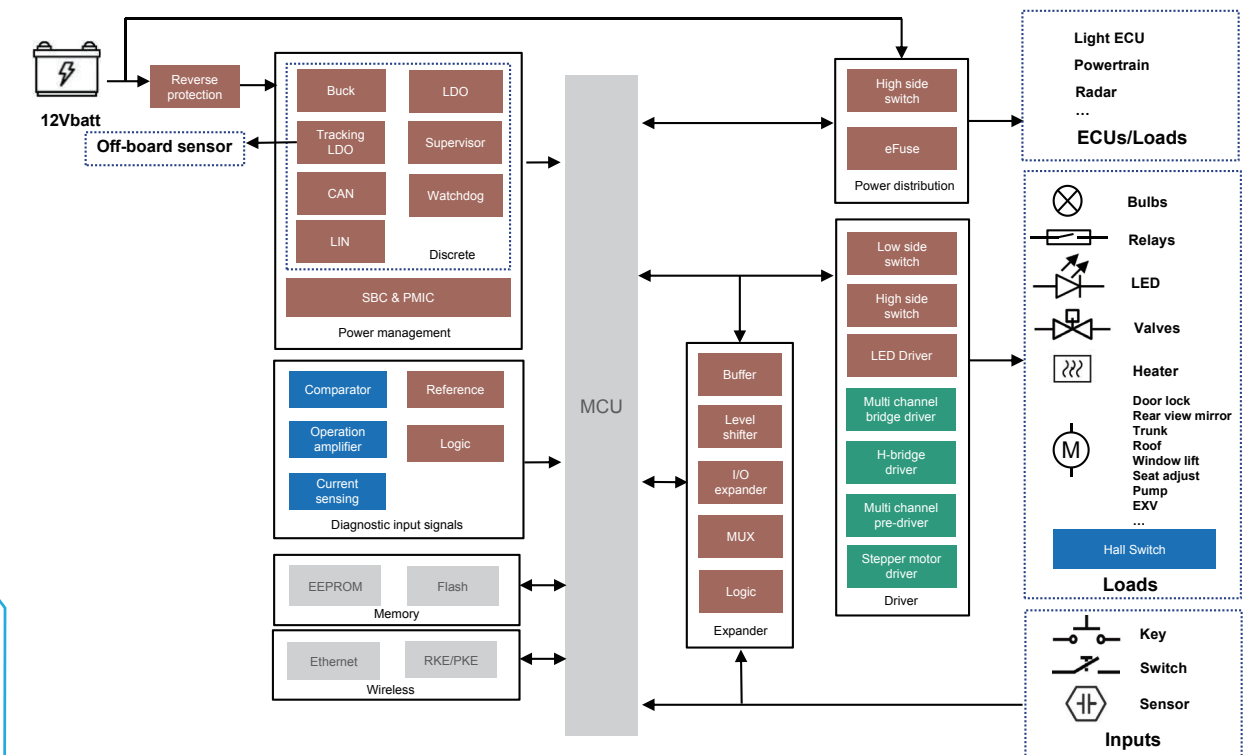 12Vbatt
Reverse
protection
Off-board sensor
Buck
LDO
Tracking
LDO
Supervisor
CAN
Watchdog
LIN
Discrete
SBC & PMIC
Power management
Comparator
Reference
Operation
amplifier
Logic
Current
sensing
Diagnostic input signals
EEPROM
Flash
Memory
Ethernet
RKE/PKE
Wireless
MCU
High side
switch
eFuse
Power distribution
Buffer
Level
shifter
I/O
expander
MUX
Logic
Expander
Low side
switch
High side
switch
LED Driver
Multi channel
bridge driver
H-bridge
driver
Multi channel
pre-driver
Stepper motor
driver
Driver
Light ECU
Powertrain
Radar
...
ECUs/Loads
Bulbs
Relays
LED
Valves
Heater
M
Door lock
Rear view mirror
Trunk
Roof
Window lift
Seat adjust
Pump
EXV
...
Hall Switch
Loads
Key
Switch
Sensor
Inputs